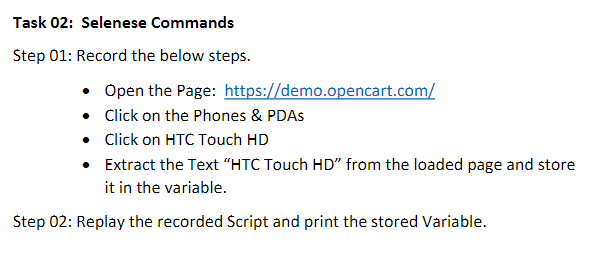 Task 02:  Selenese Commands
Step 01: Record the below steps.
• Open the Page:  https://demo.opencart.com/
• Click on the Phones & PDAs
• Click on HTC Touch HD
• Extract the Text “HTC Touch HD” from the loaded page and store
it in the variable.
Step 02: Replay the recorded Script and print the stored Variable.